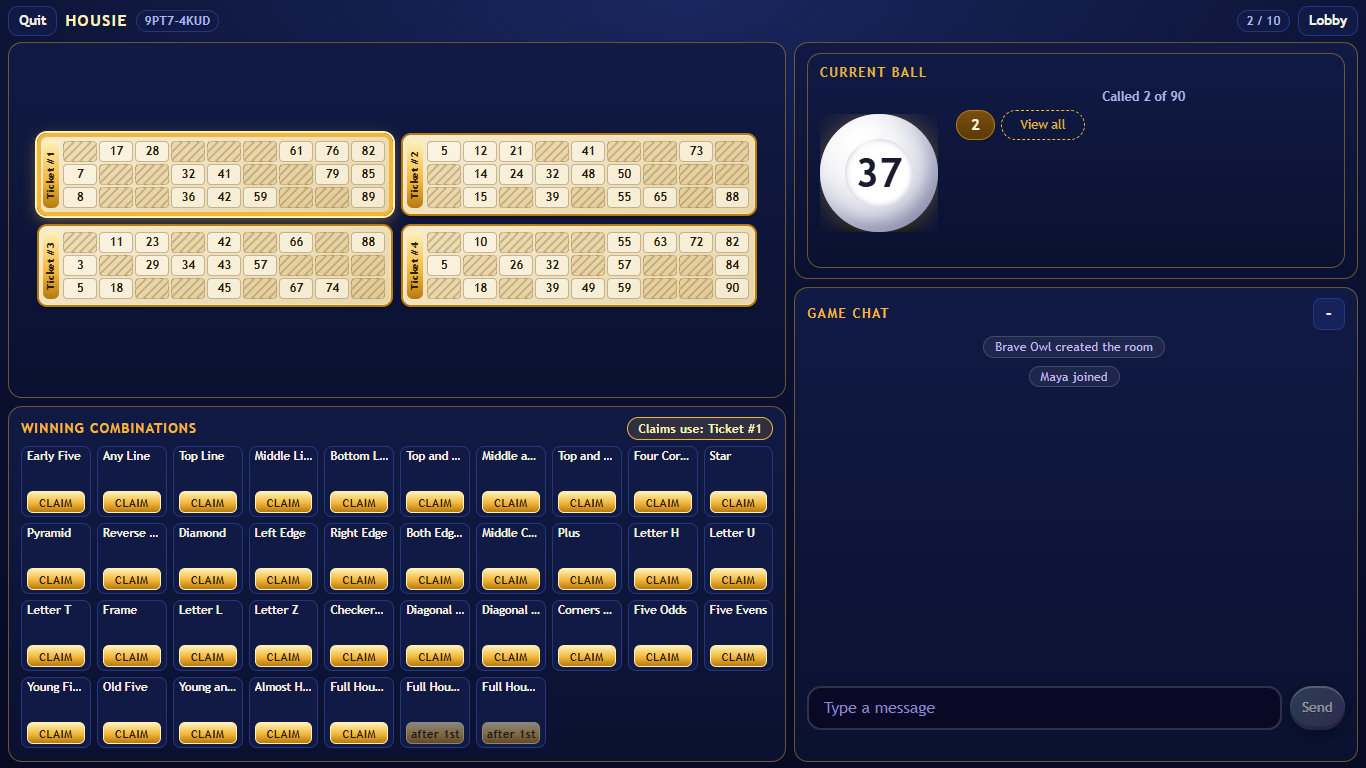 Quit HOUSIE 9PT7-4KUD 2 / 10 Lobby
Ticket #1
17 28 61 76 82
7 32 41 79 85
8 36 42 59 89
Ticket #2
5 12 21 41 73
14 24 32 48 50
15 39 55 65 88
Ticket #3
11 23 42 66 88
3 29 34 43 57
5 18 45 67 74
Ticket #4
10 55 63 72 82
5 26 32 57 84
18 39 49 59 90
WINNING COMBINATIONS Claims use: Ticket #1
Early Five Any Line Top Line Middle Li... Bottom L... Top and ... Middle a... Top and ... Four Cor... Star
CLAIM CLAIM CLAIM CLAIM CLAIM CLAIM CLAIM CLAIM CLAIM CLAIM
Pyramid Reverse ... Diamond Left Edge Right Edge Both Edg... Middle C... Plus Letter H Letter U
CLAIM CLAIM CLAIM CLAIM CLAIM CLAIM CLAIM CLAIM CLAIM CLAIM
Letter T Frame Letter L Letter Z Checker... Diagonal ... Diagonal ... Corners ... Five Odds Five Evens
CLAIM CLAIM CLAIM CLAIM CLAIM CLAIM CLAIM CLAIM CLAIM CLAIM
Young Fi... Old Five Young an... Almost H... Full Hou... Full Hou... Full Hou...
CLAIM CLAIM CLAIM CLAIM CLAIM after 1st after 1st
CURRENT BALL
Called 2 of 90
37
2 View all
GAME CHAT -
Brave Owl created the room
Maya joined
Type a message Send